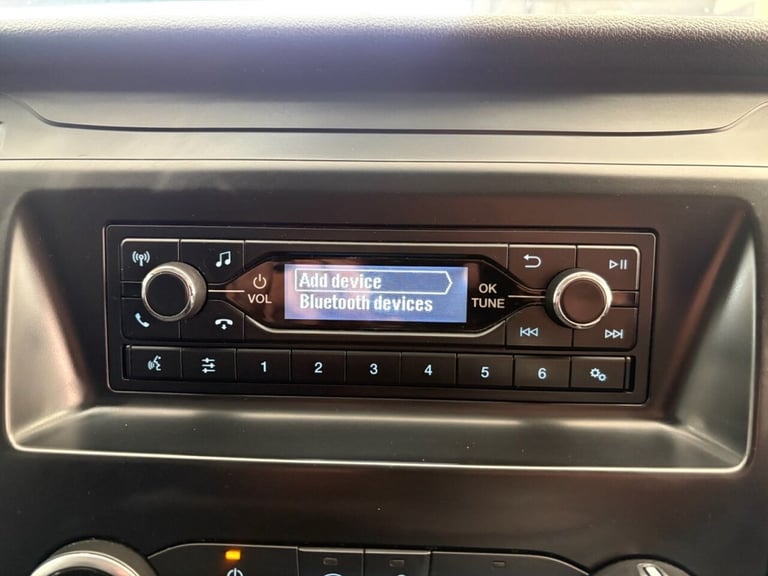 Add device
Bluetooth devices
VOL
OK
TUNE
1 2 3 4 5 6